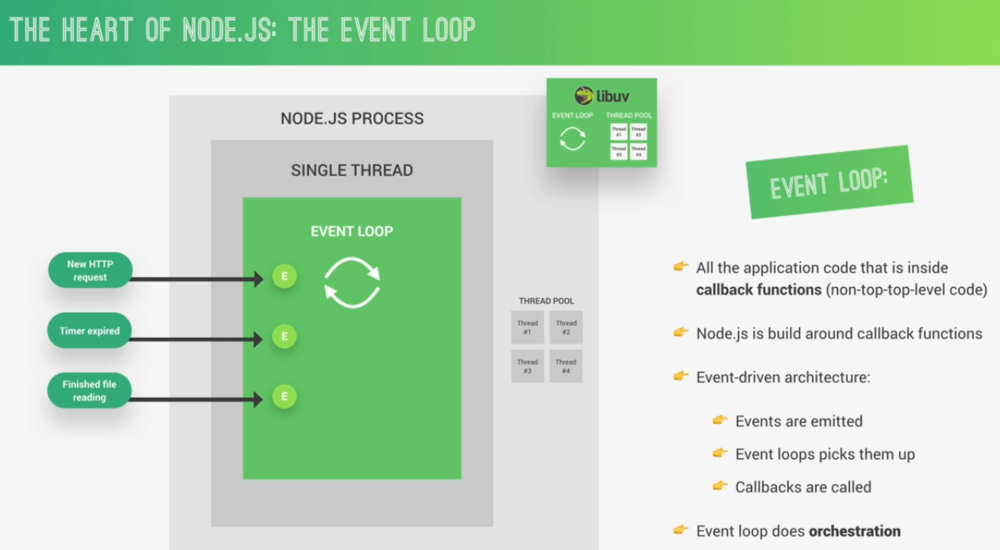 THE HEART OF NODE.JS: THE EVENT LOOP
libuv
EVENT LOOP
THREAD POOL
Thread
#1
Thread
#2
Thread
#3
Thread
#4
NODE.JS PROCESS
SINGLE THREAD
EVENT LOOP
New HTTP
request
E
Timer expired
E
Finished file
reading
E
THREAD POOL
Thread
#1
Thread
#2
Thread
#3
Thread
#4
EVENT LOOP:
All the application code that is inside
callback functions (non-top-top-level code)
Node.js is build around callback functions
Event-driven architecture:
Events are emitted
Event loops picks them up
Callbacks are called
Event loop does orchestration